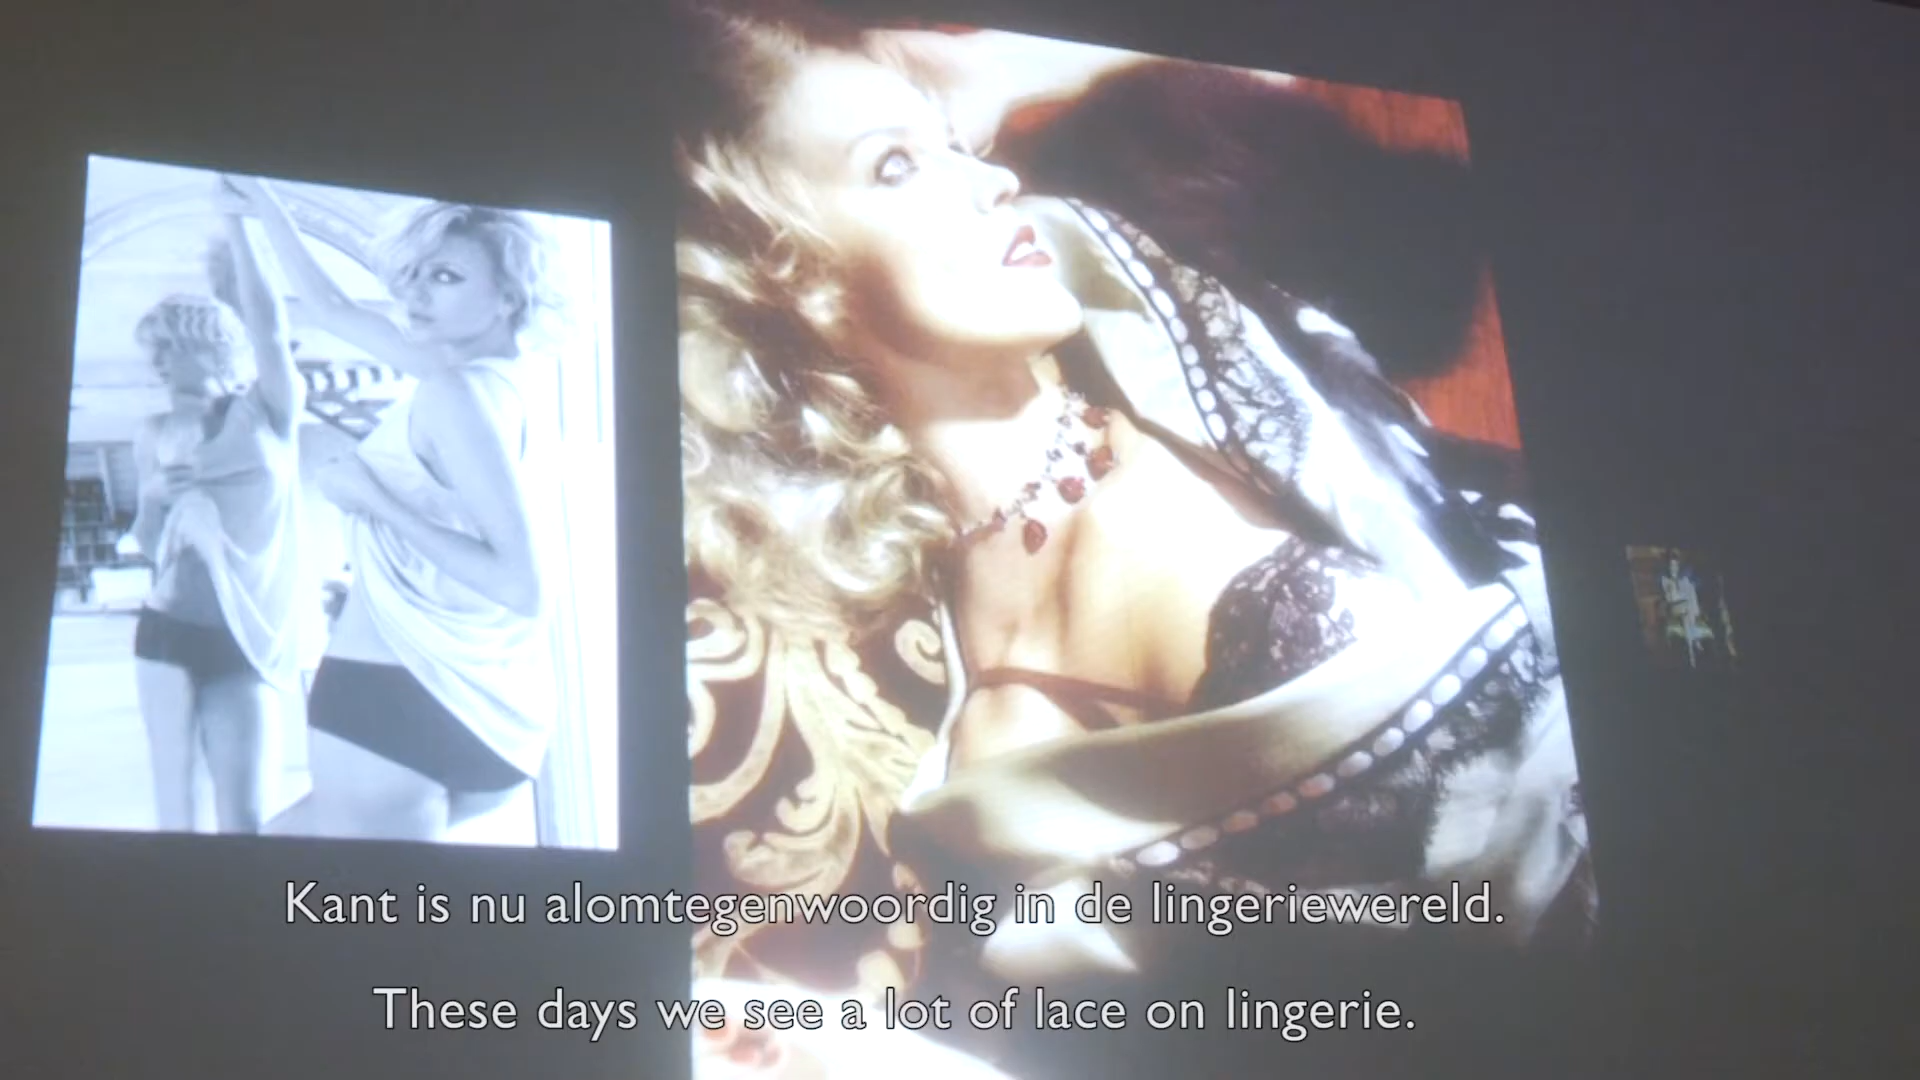 Kant is nu alomtegenwoordig in de lingeriewereld.
These days we see a lot of lace on lingerie.